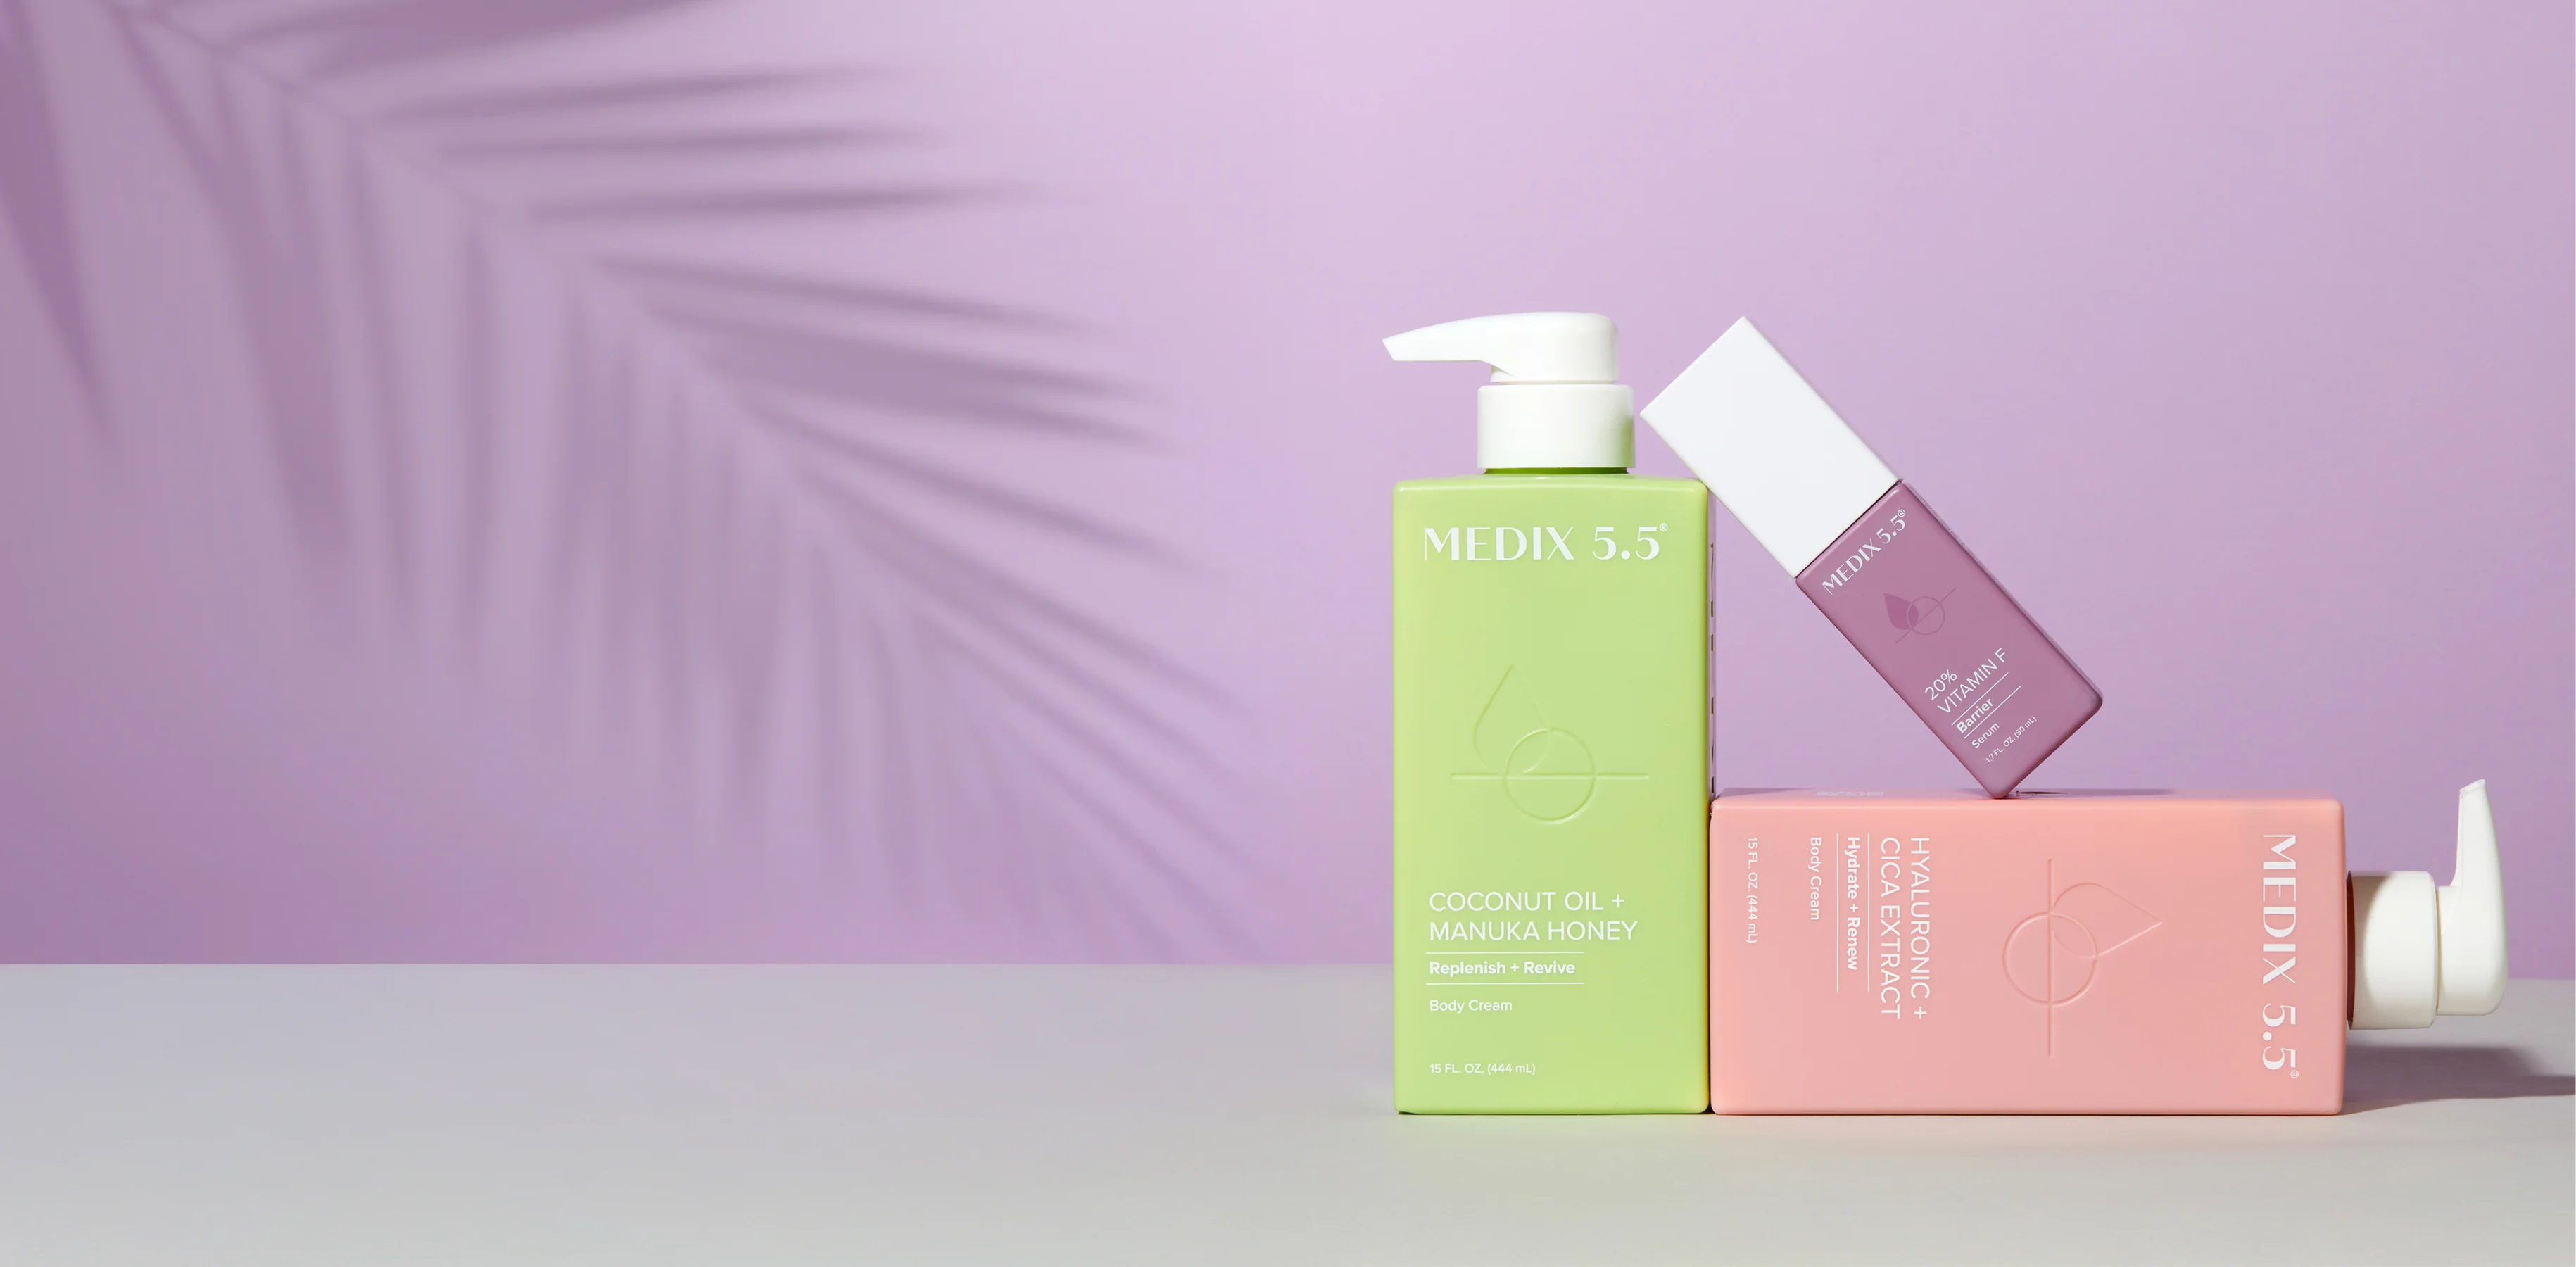 MEDIX 5.5®
COCONUT OIL +
MANUKA HONEY
Replenish + Revive
Body Cream
15 FL. OZ. (444 mL)
MEDIX 5.5®
20%
VITAMIN F
Barrier
Serum
1.7 FL. OZ. (50 mL)
MEDIX 5.5®
HYALURONIC +
CICA EXTRACT
Hydrate + Renew
Body Cream
15 FL. OZ. (444 mL)